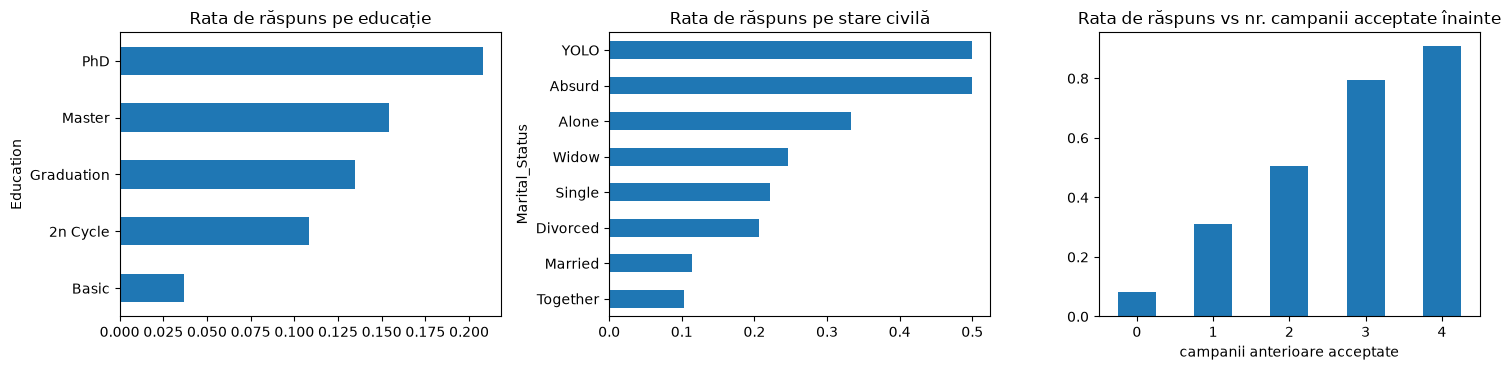 Rata de răspuns pe educație
PhD
Master
Graduation
2n Cycle
Basic
Education
0.000 0.025 0.050 0.075 0.100 0.125 0.150 0.175 0.200
Rata de răspuns pe stare civilă
YOLO
Absurd
Alone
Widow
Single
Divorced
Married
Together
Marital_Status
0.0 0.1 0.2 0.3 0.4 0.5
Rata de răspuns vs nr. campanii acceptate înainte
0.8
0.6
0.4
0.2
0.0
0 1 2 3 4
campanii anterioare acceptate